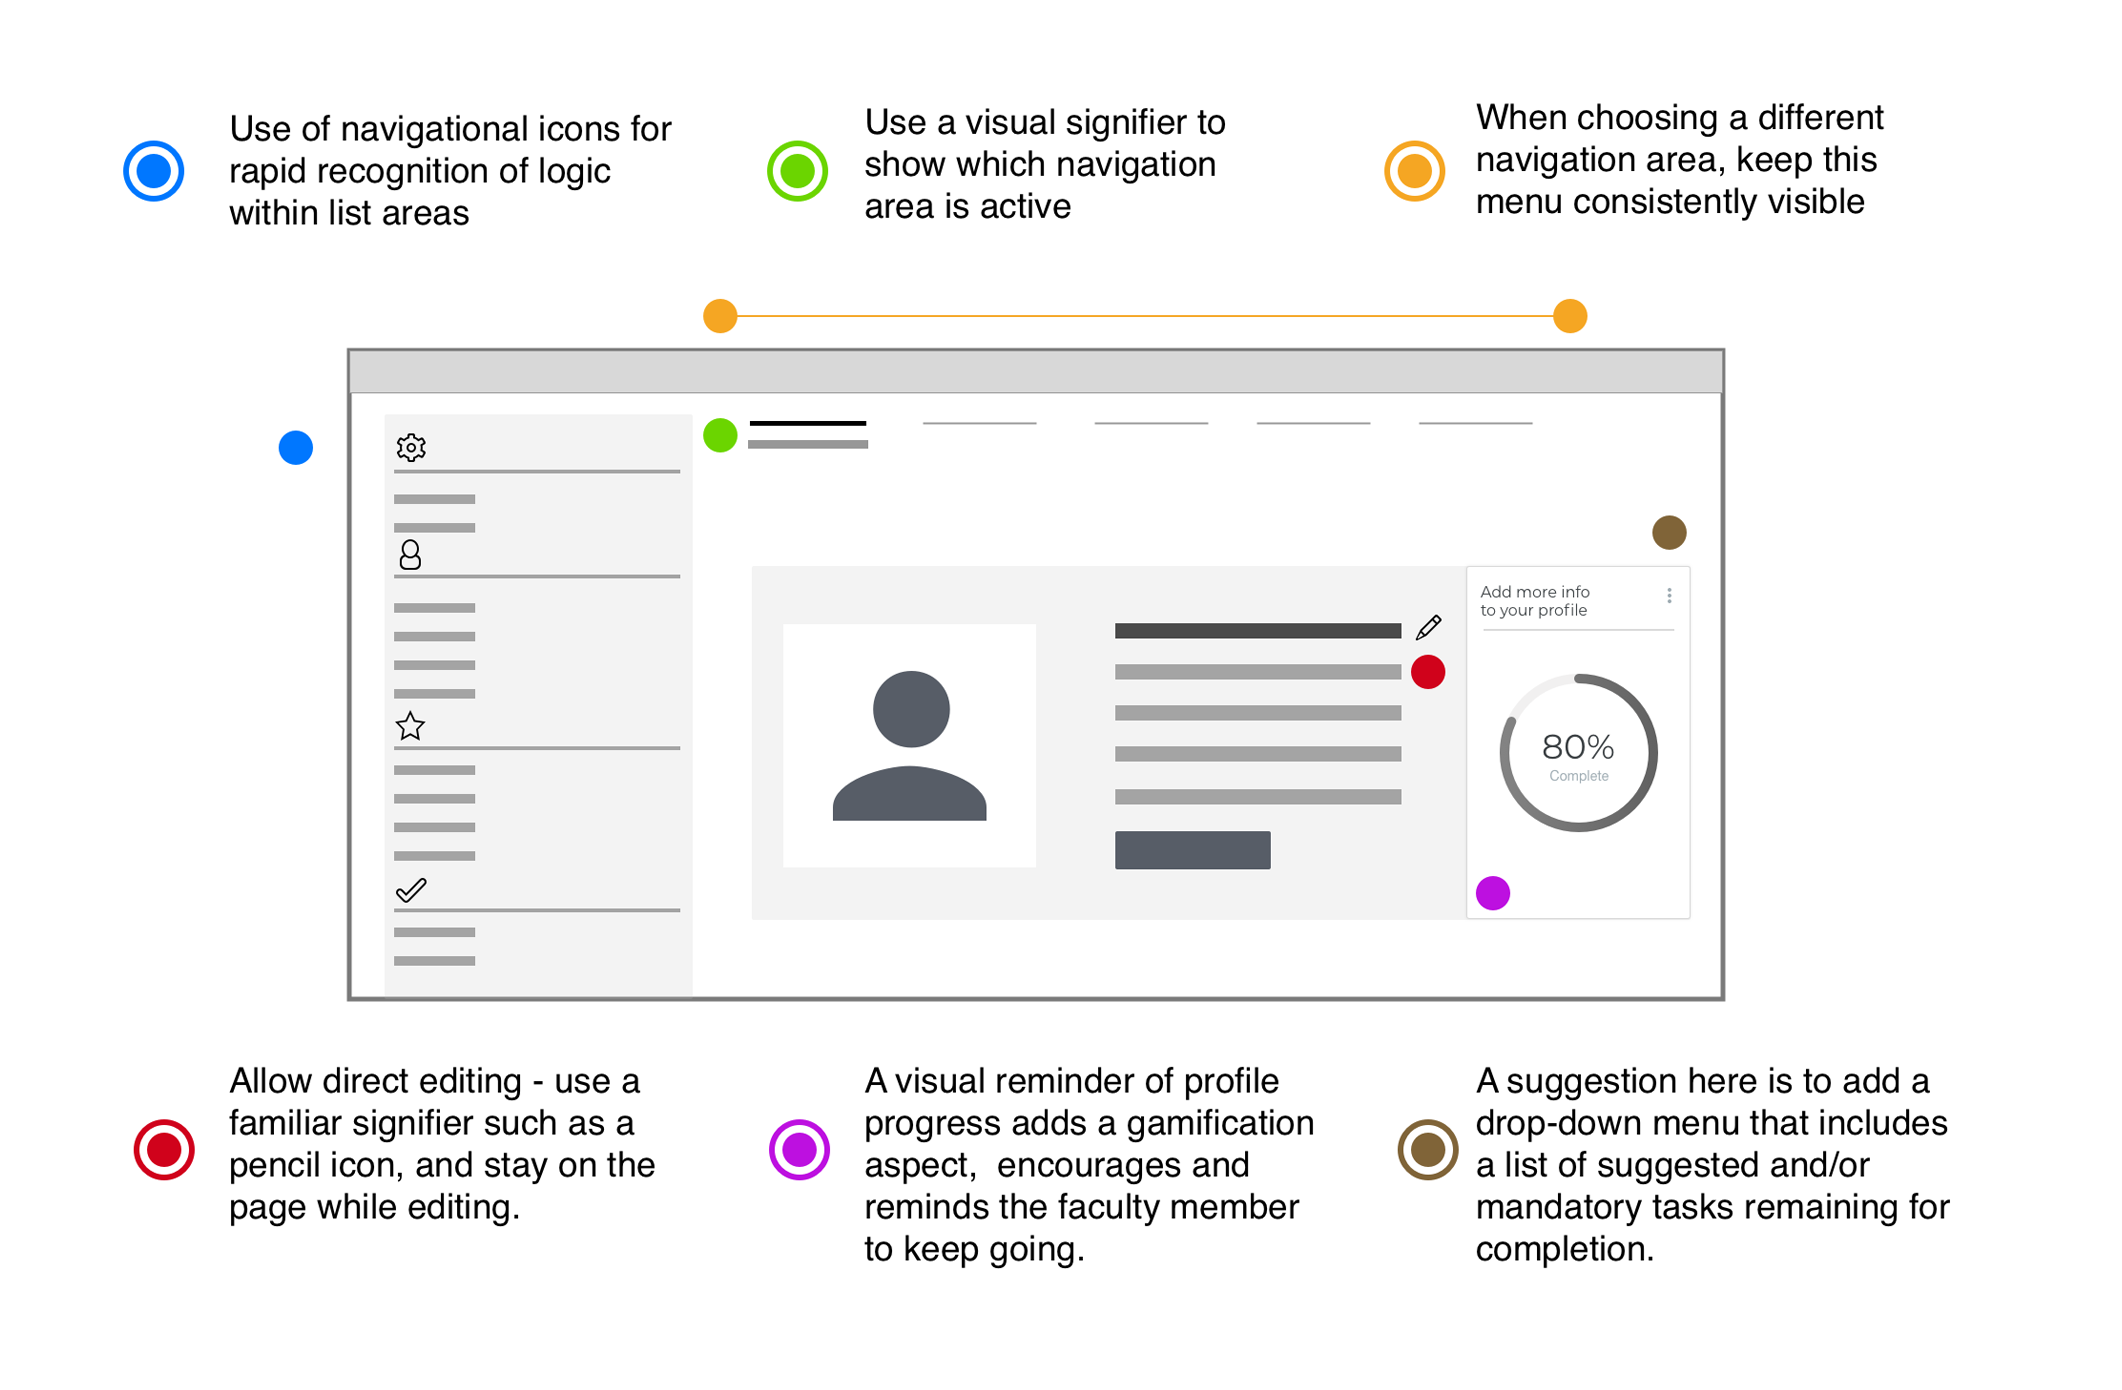 Use of navigational icons for
rapid recognition of logic
within list areas
Use a visual signifier to
show which navigation
area is active
When choosing a different
navigation area, keep this
menu consistently visible
Add more info
to your profile
80%
Complete
Allow direct editing - use a
familiar signifier such as a
pencil icon, and stay on the
page while editing.
A visual reminder of profile
progress adds a gamification
aspect,  encourages and
reminds the faculty member
to keep going.
A suggestion here is to add a
drop-down menu that includes
a list of suggested and/or
mandatory tasks remaining for
completion.